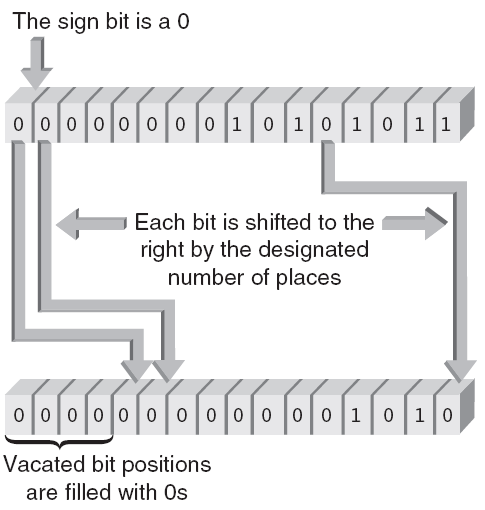 The sign bit is a 0
0 0 0 0 0 0 0 0 1 0 1 0 1 0 1 1
Each bit is shifted to the
right by the designated
number of places
0 0 0 0 0 0 0 0 0 0 0 0 1 0 1 0
Vacated bit positions
are filled with 0s